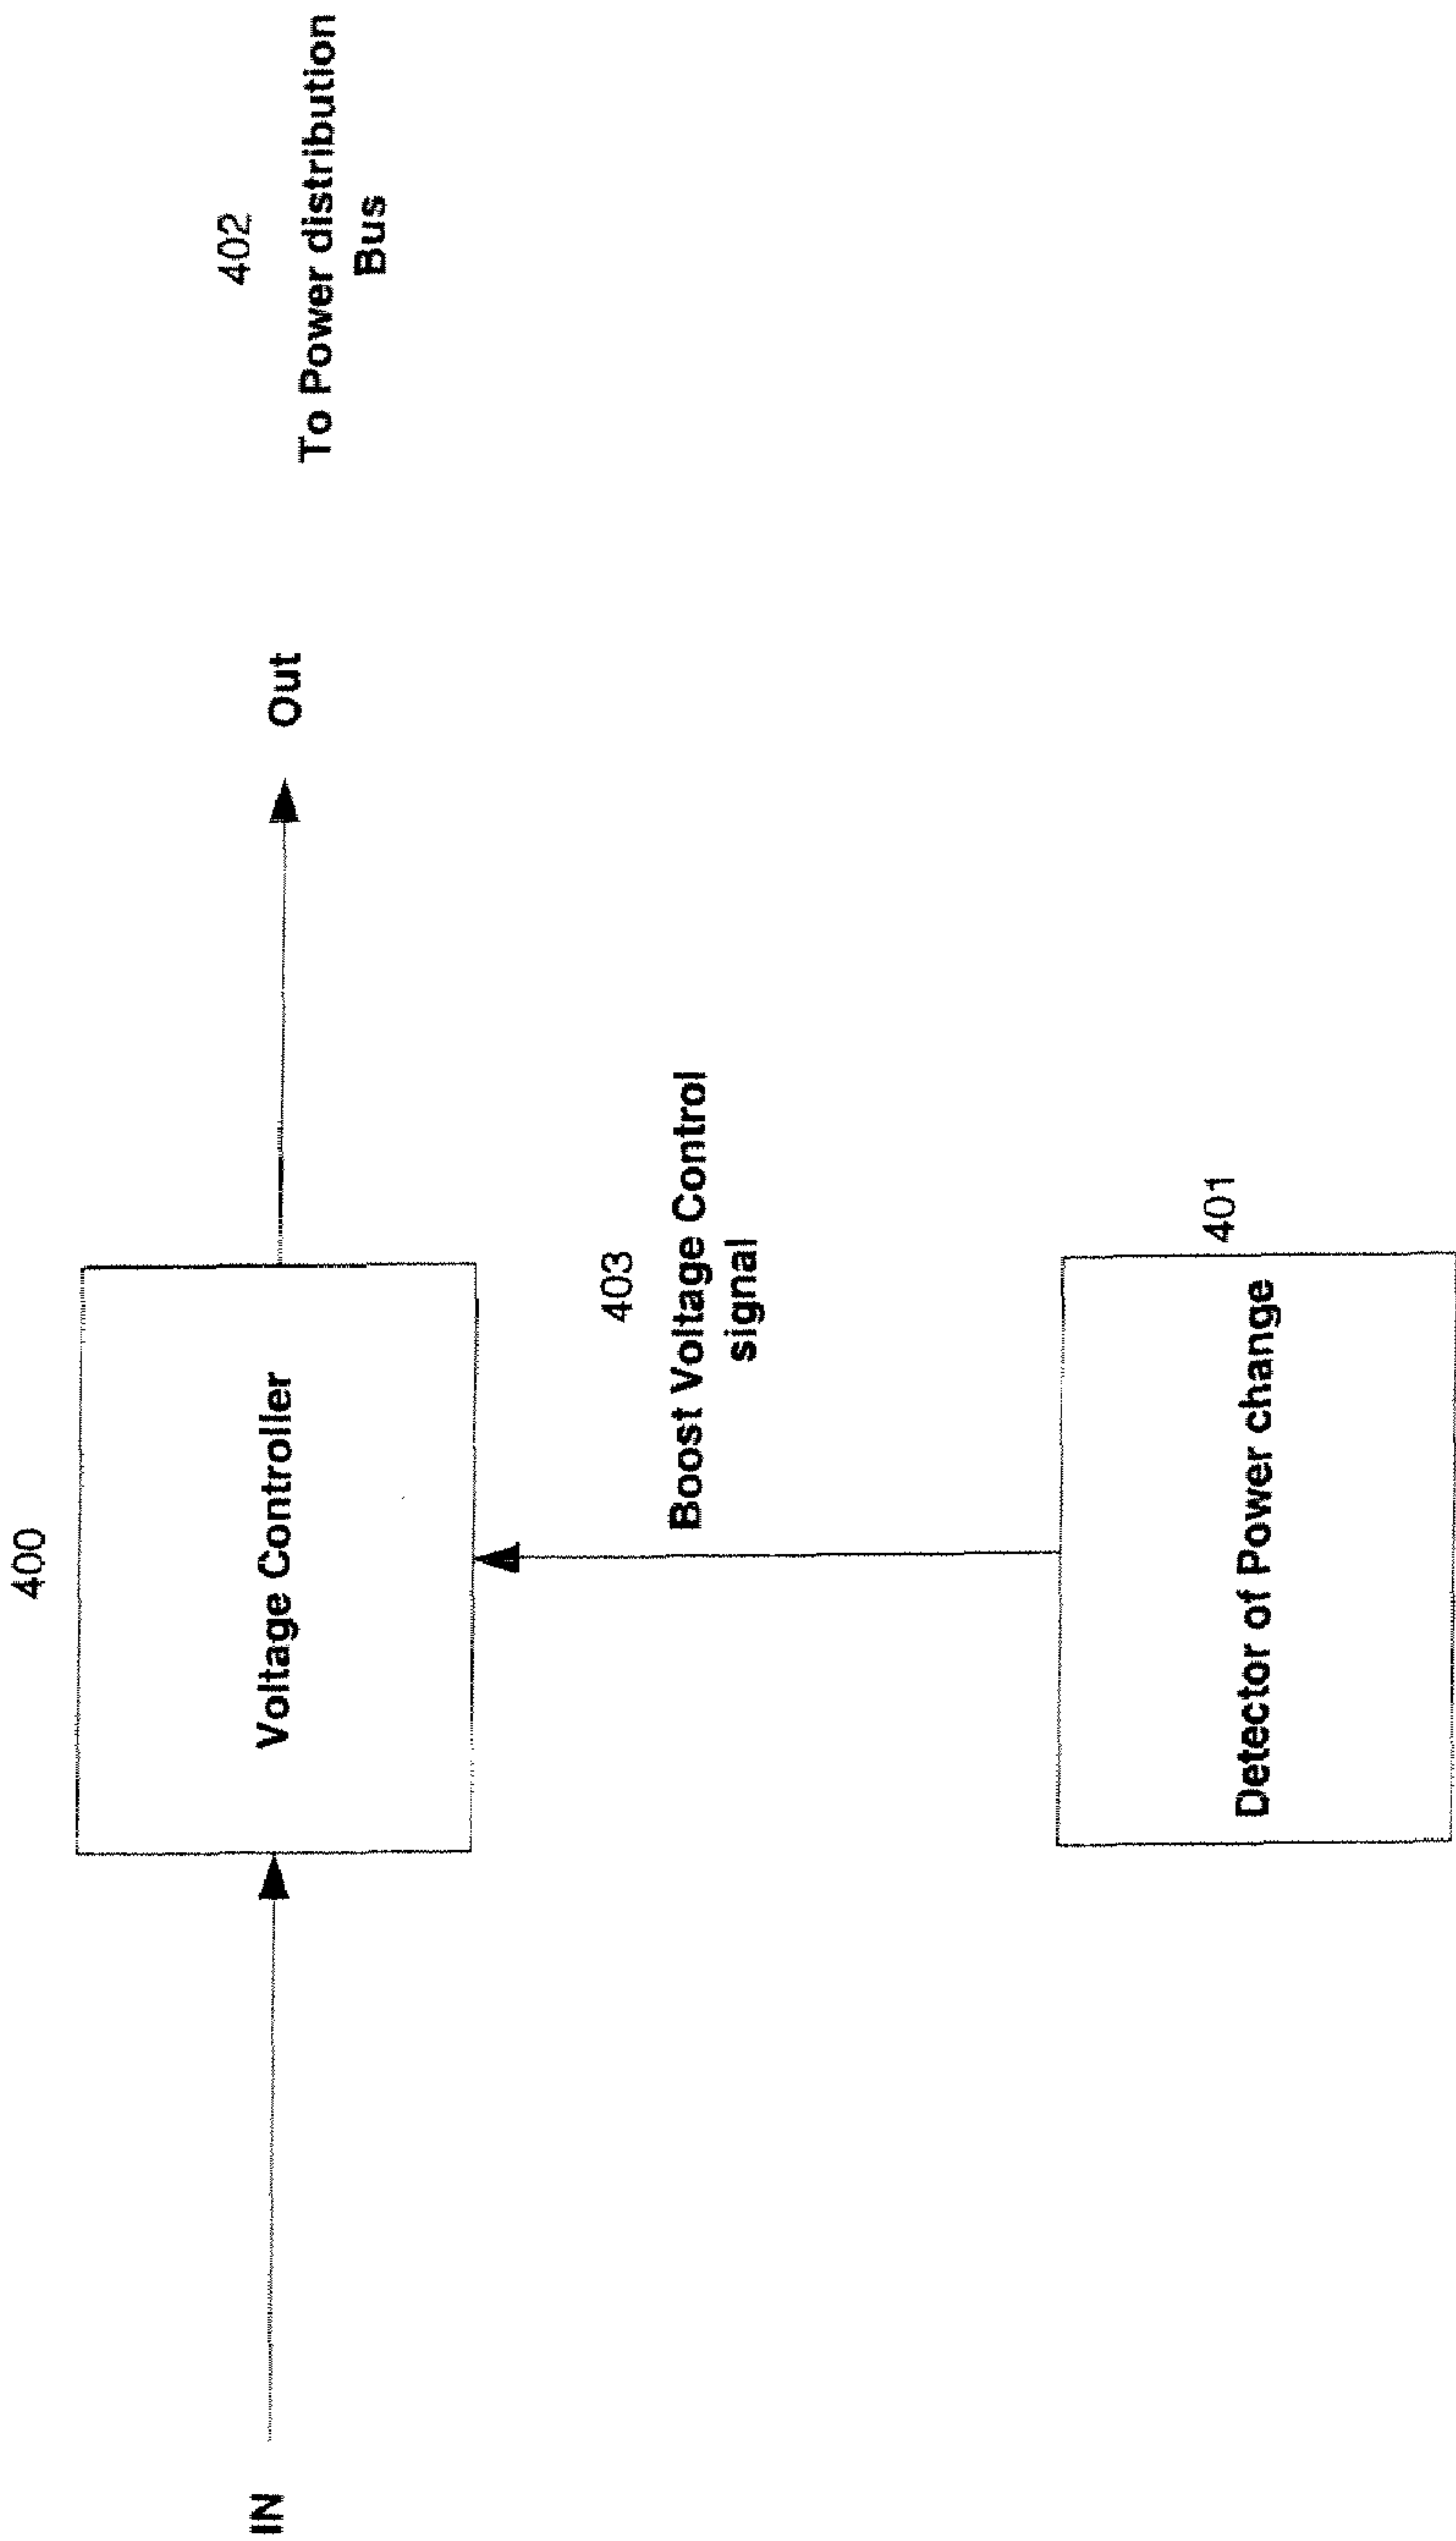 400
402
IN
Voltage Controller
Out
To Power distribution
Bus
403
Boost Voltage Control
signal
401
Detector of Power change